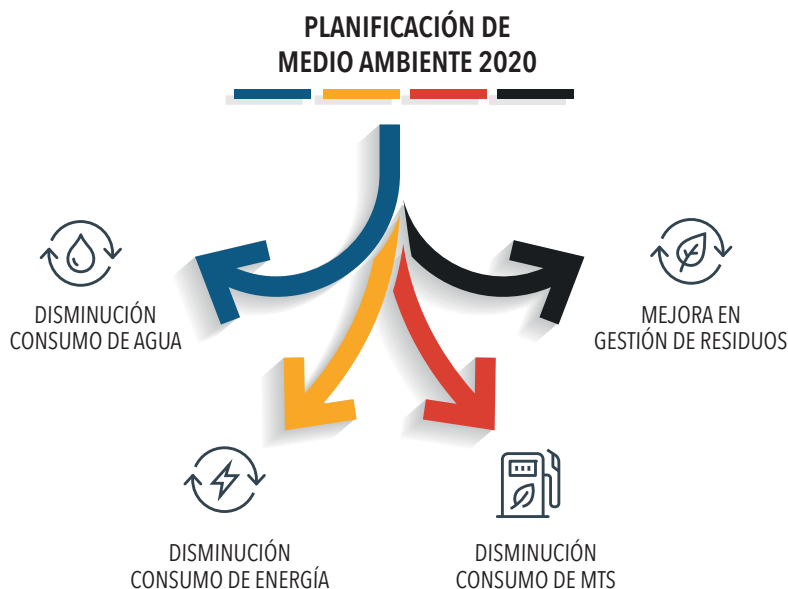 PLANIFICACIÓN DE
MEDIO AMBIENTE 2020
DISMINUCIÓN
CONSUMO DE AGUA
MEJORA EN
GESTIÓN DE RESIDUOS
DISMINUCIÓN
CONSUMO DE ENERGÍA
DISMINUCIÓN
CONSUMO DE MTS